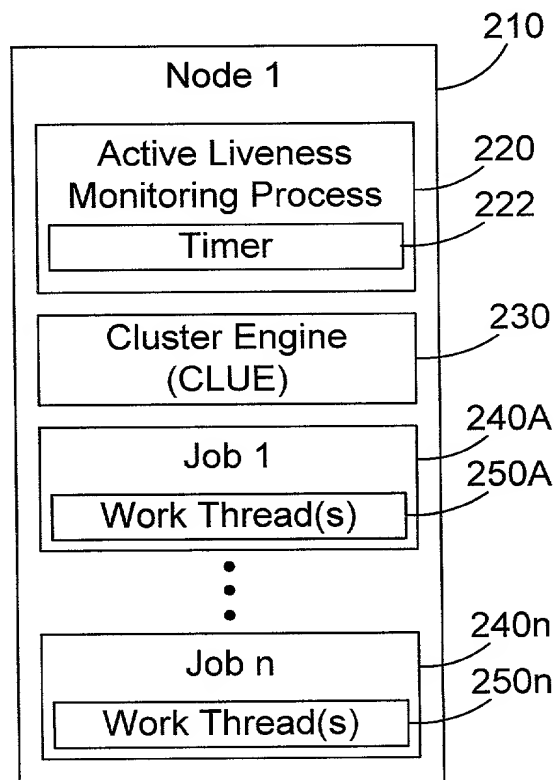 210
Node 1
Active Liveness
Monitoring Process
220
Timer
222
Cluster Engine
(CLUE)
230
Job 1
240A
Work Thread(s)
250A
Job n
240n
Work Thread(s)
250n